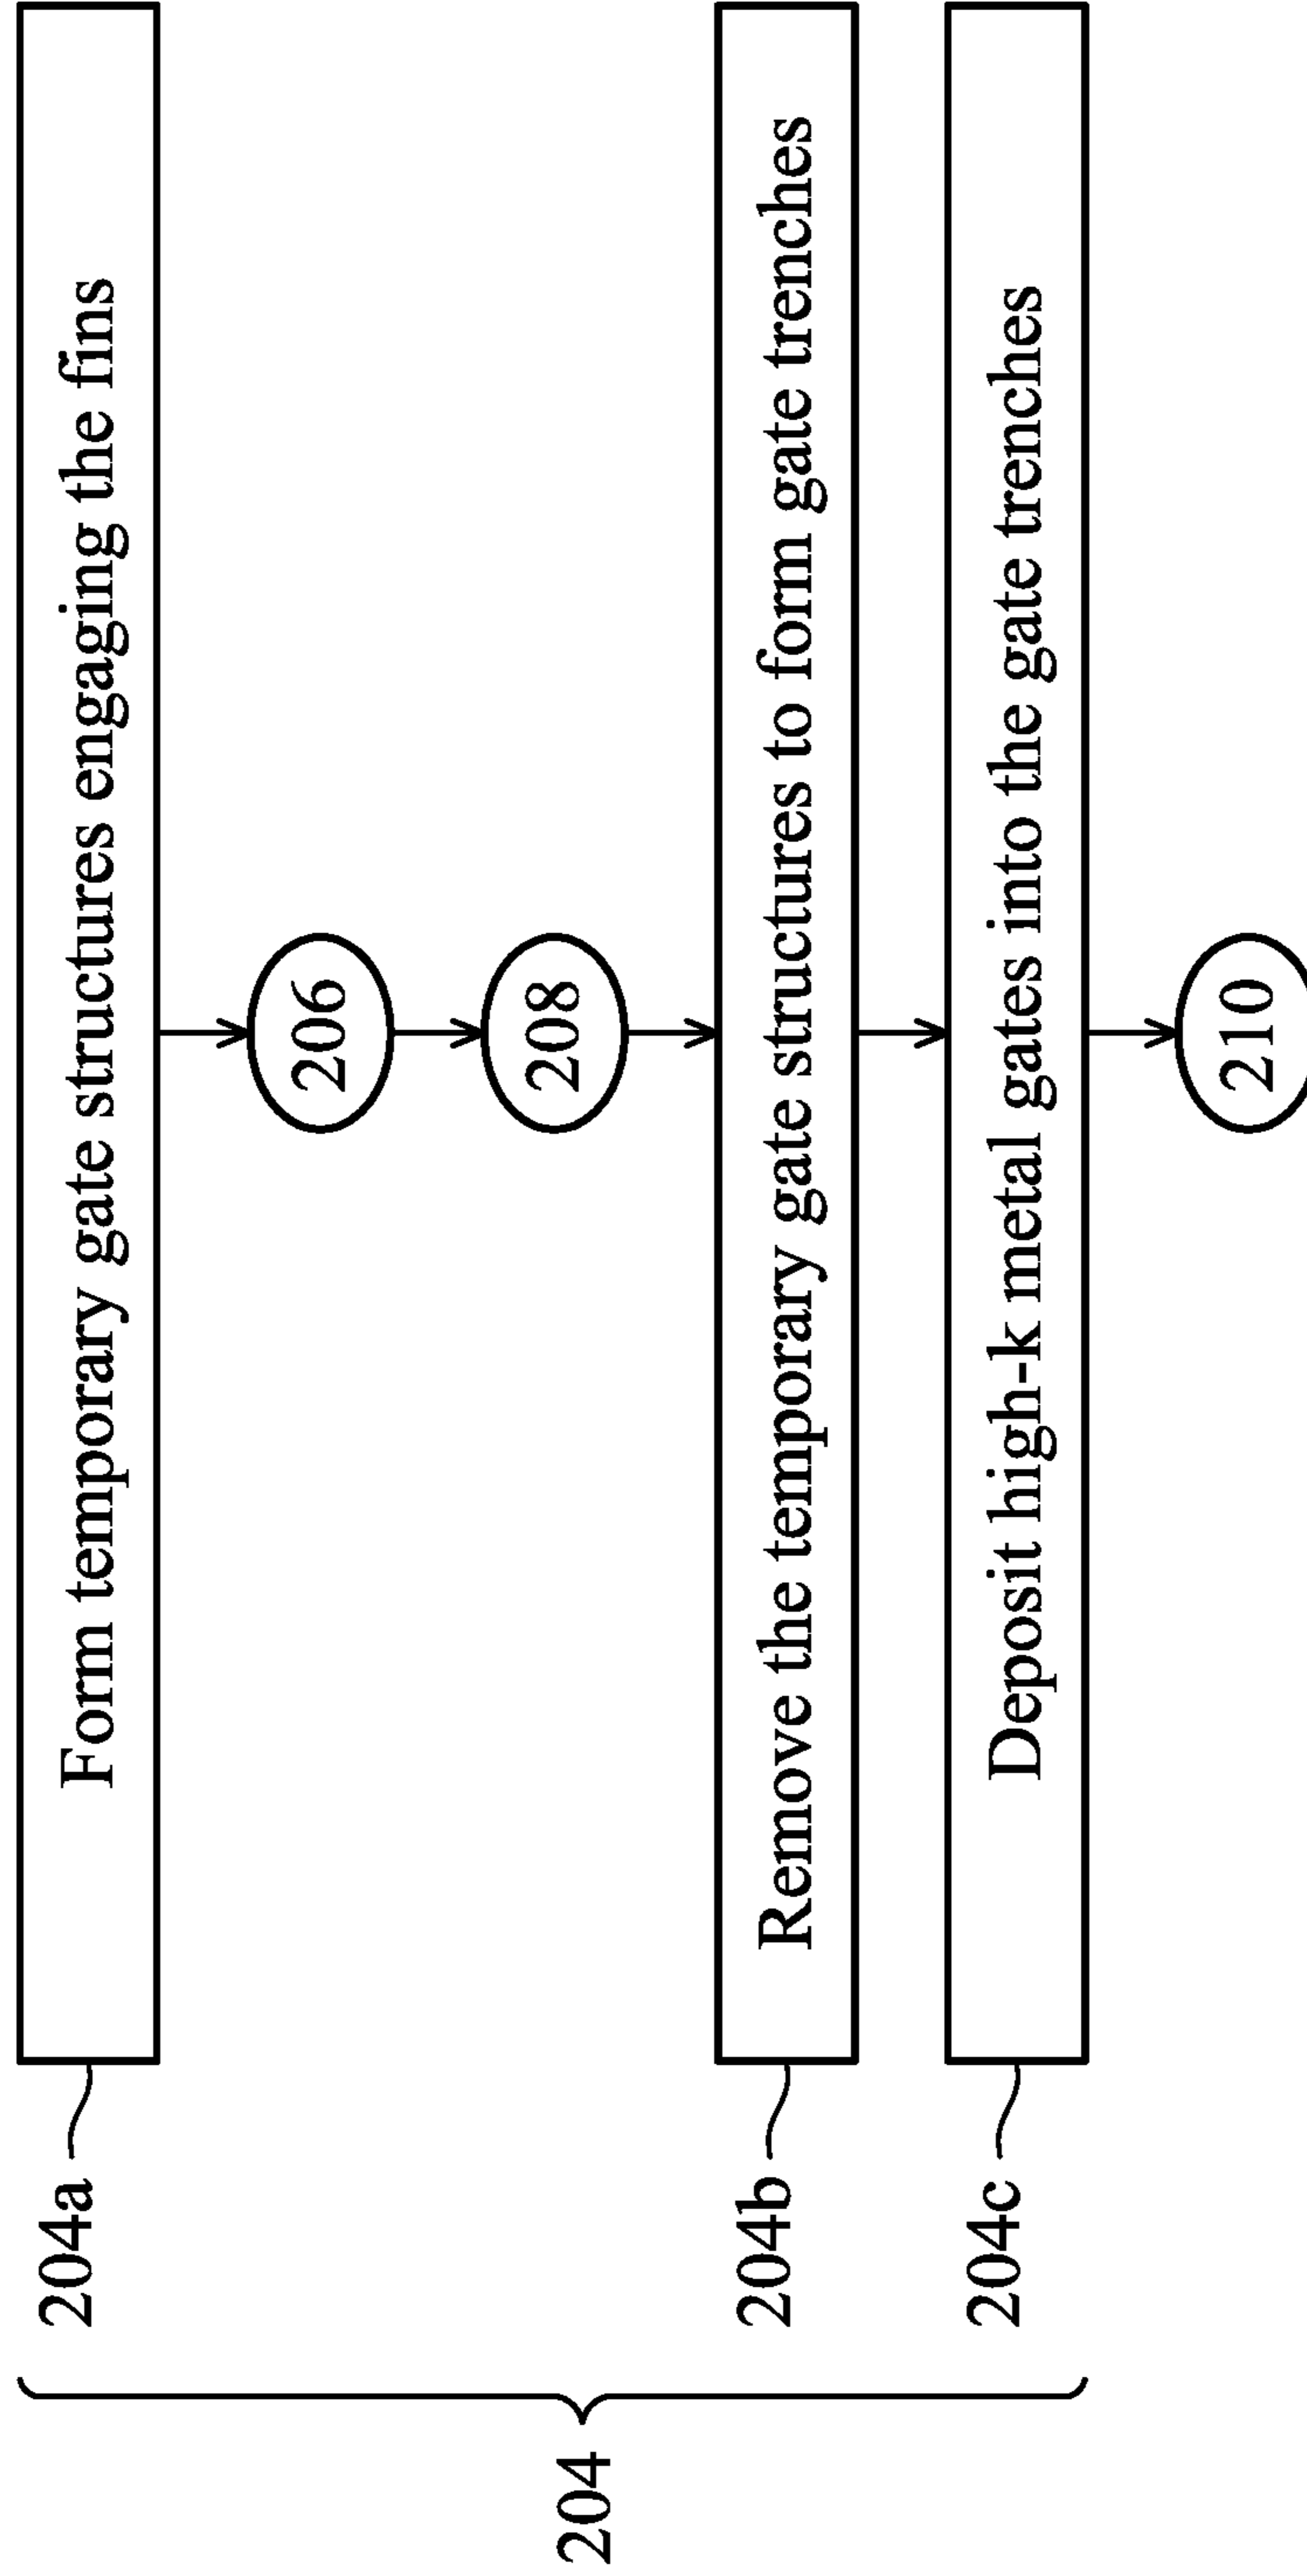 204
204a
Form temporary gate structures engaging the fins
206
208
204b
Remove the temporary gate structures to form gate trenches
204c
Deposit high-k metal gates into the gate trenches
210